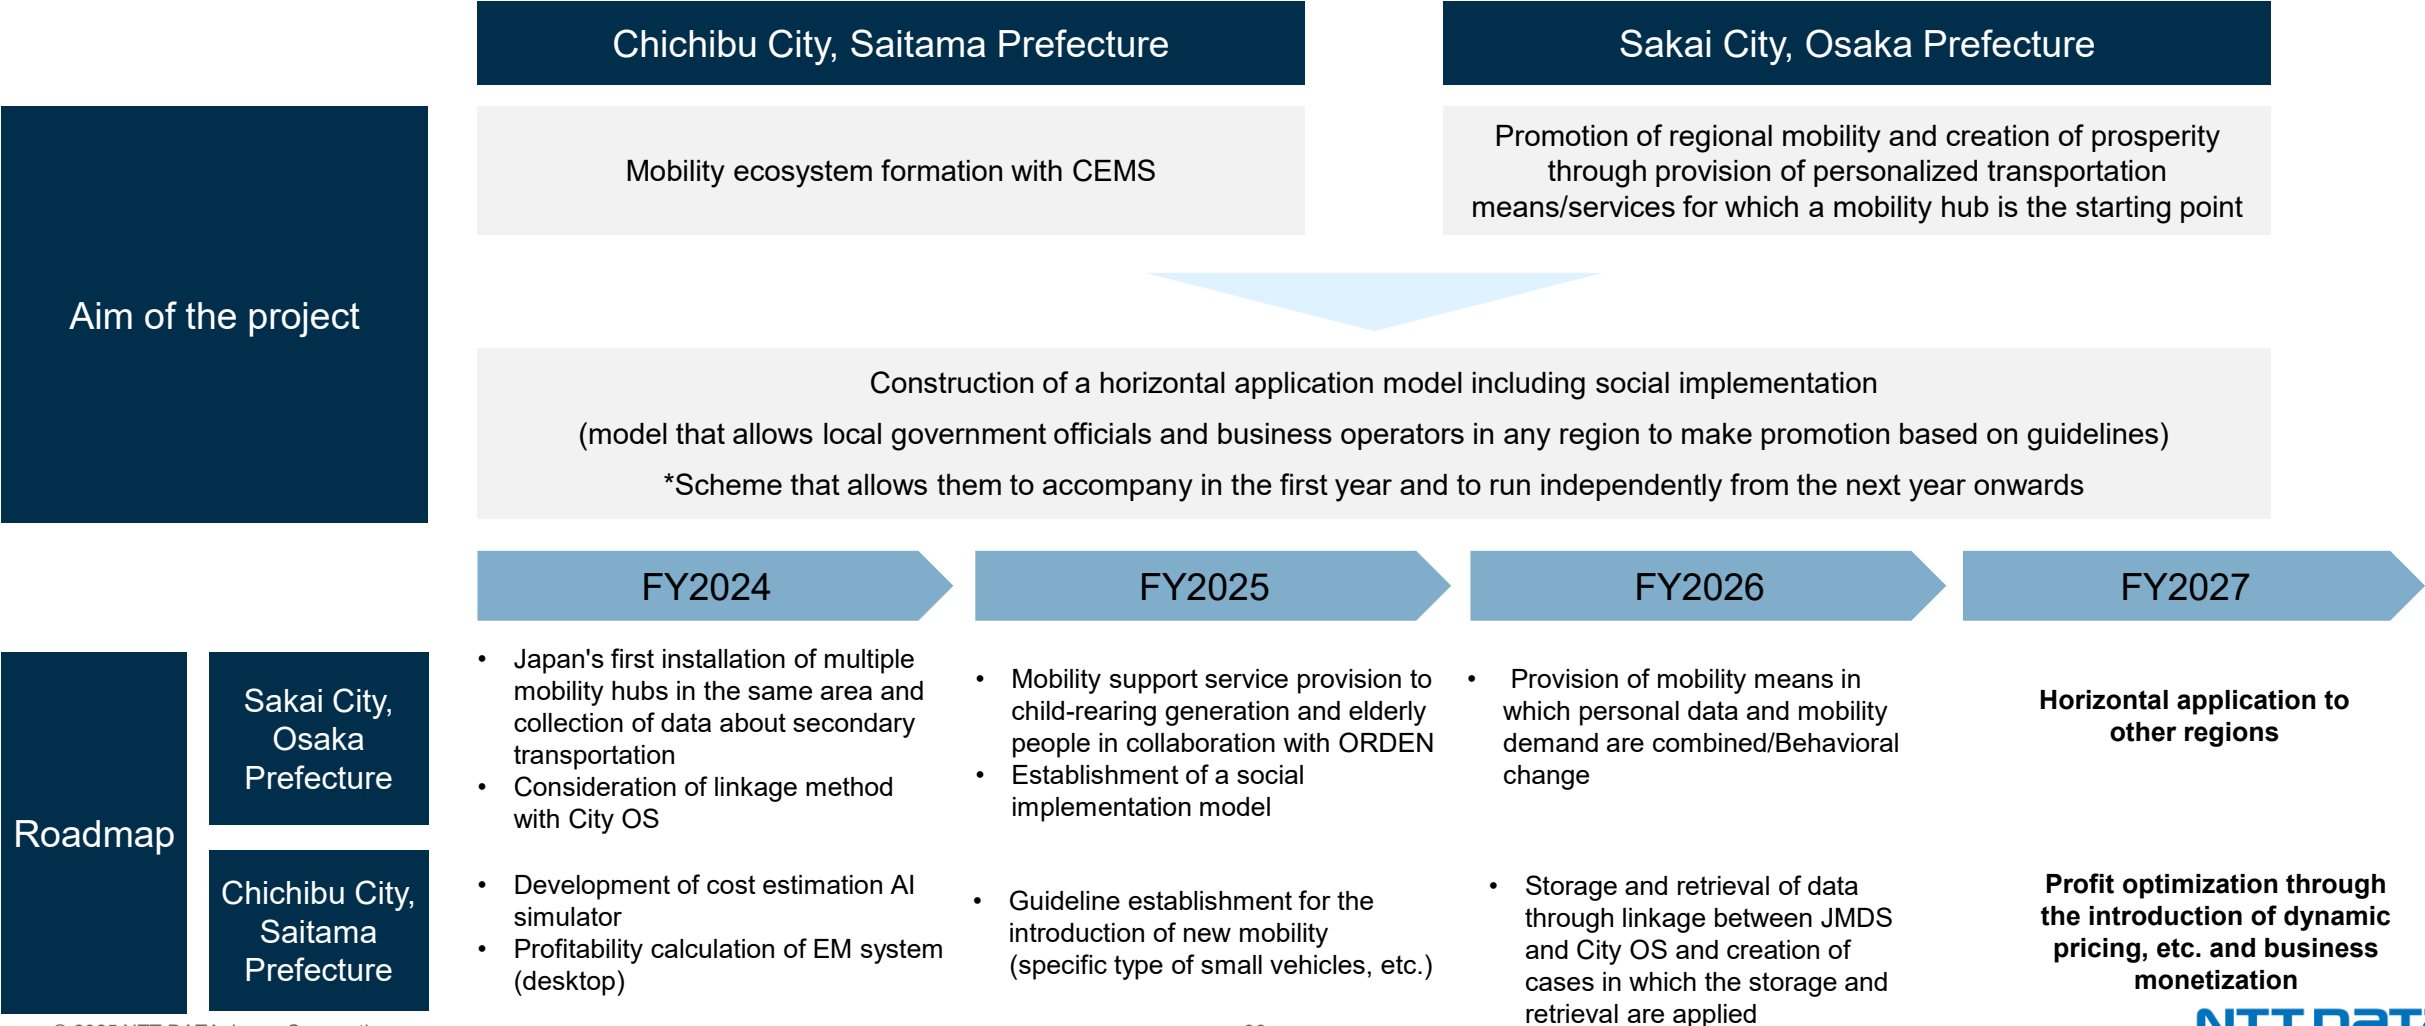 Chichibu City, Saitama Prefecture
Sakai City, Osaka Prefecture
Aim of the project
Mobility ecosystem formation with CEMS
Promotion of regional mobility and creation of prosperity
through provision of personalized transportation
means/services for which a mobility hub is the starting point
Construction of a horizontal application model including social implementation
(model that allows local government officials and business operators in any region to make promotion based on guidelines)
*Scheme that allows them to accompany in the first year and to run independently from the next year onwards
FY2024
FY2025
FY2026
FY2027
Roadmap
Sakai City,
Osaka
Prefecture
• Japan's first installation of multiple
mobility hubs in the same area and
collection of data about secondary
transportation
• Consideration of linkage method
with City OS
• Mobility support service provision to
child-rearing generation and elderly
people in collaboration with ORDEN
• Establishment of a social
implementation model
• Provision of mobility means in
which personal data and mobility
demand are combined/Behavioral
change
Horizontal application to
other regions
Chichibu City,
Saitama
Prefecture
• Development of cost estimation AI
simulator
• Profitability calculation of EM system
(desktop)
• Guideline establishment for the
introduction of new mobility
(specific type of small vehicles, etc.)
• Storage and retrieval of data
through linkage between JMDS
and City OS and creation of
cases in which the storage and
retrieval are applied
Profit optimization through
the introduction of dynamic
pricing, etc. and business
monetization
NTT DATA